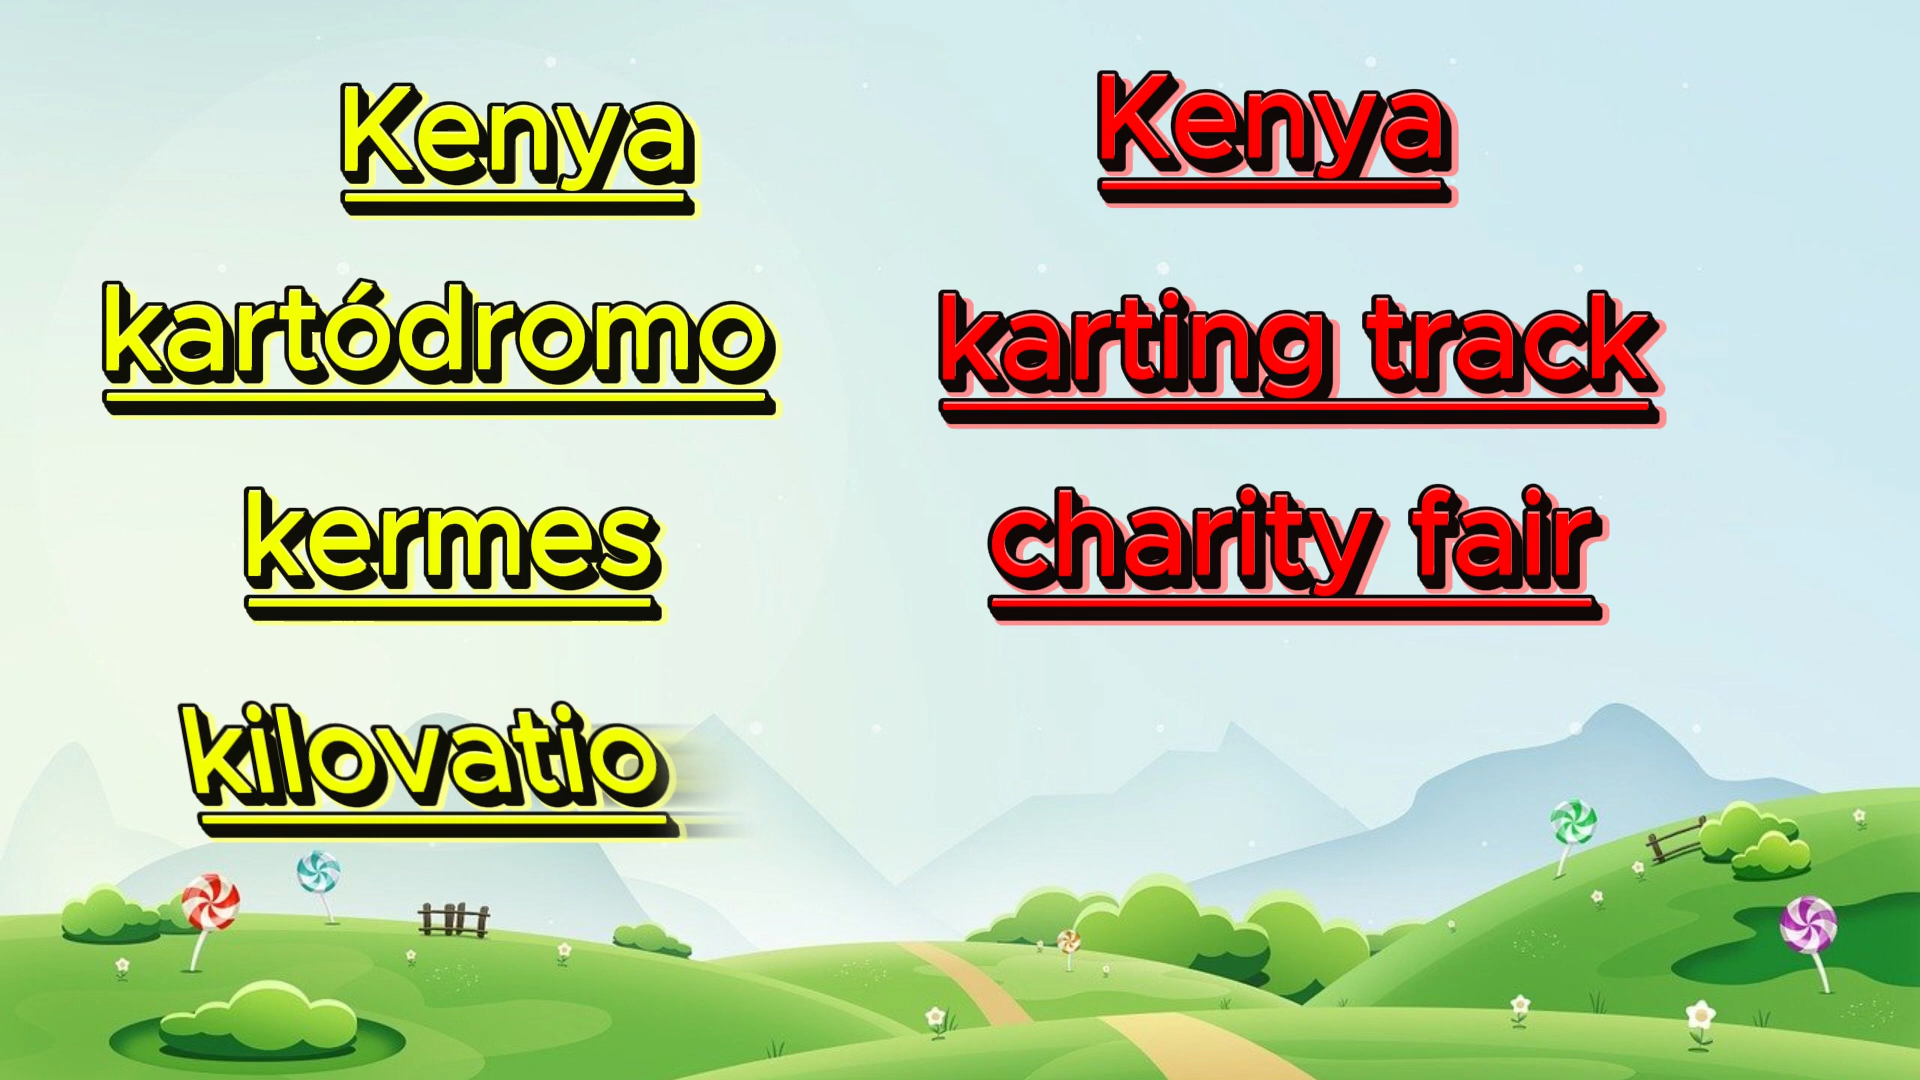 Kenya Kenya
kartódromo karting track
kermes charity fair
kilovatio